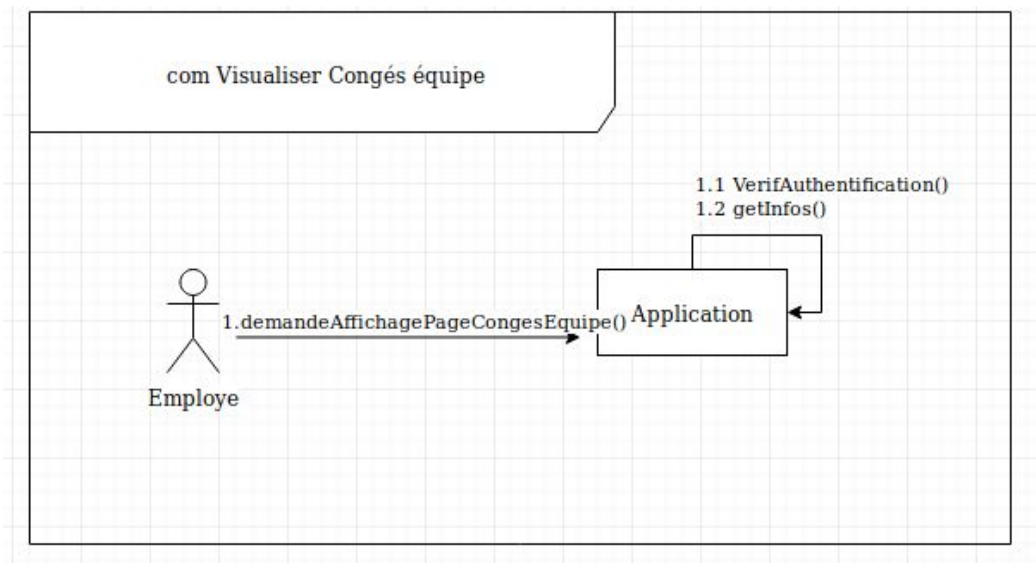 com Visualiser Congés équipe
1.1 VerifAuthentification()
1.2 getInfos()
1.demandeAffichagePageCongesEquipe()
Application
Employe